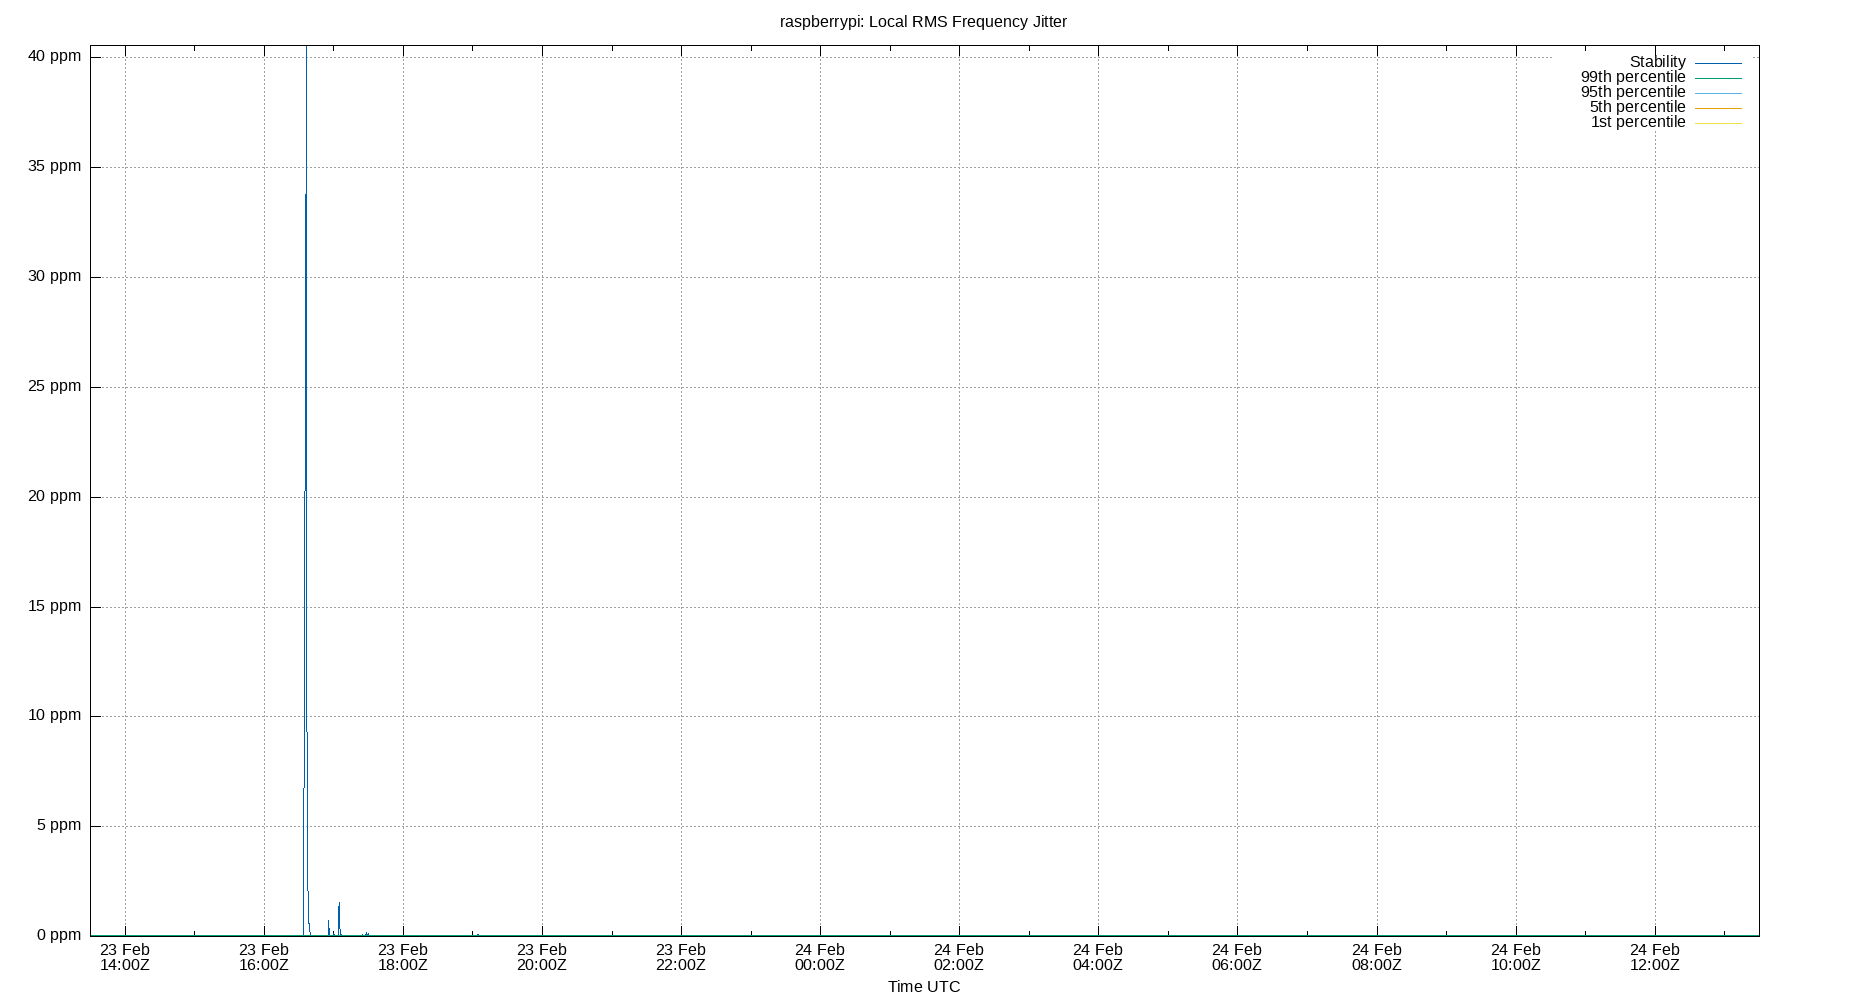 raspberrypi: Local RMS Frequency Jitter
40 ppm
35 ppm
30 ppm
25 ppm
20 ppm
15 ppm
10 ppm
5 ppm
0 ppm
Stability
99th percentile
95th percentile
5th percentile
1st percentile
23 Feb 23 Feb 23 Feb 23 Feb 23 Feb 24 Feb 24 Feb 24 Feb 24 Feb 24 Feb 24 Feb 24 Feb
14:00Z 16:00Z 18:00Z 20:00Z 22:00Z 00:00Z 02:00Z 04:00Z 06:00Z 08:00Z 10:00Z 12:00Z
Time UTC